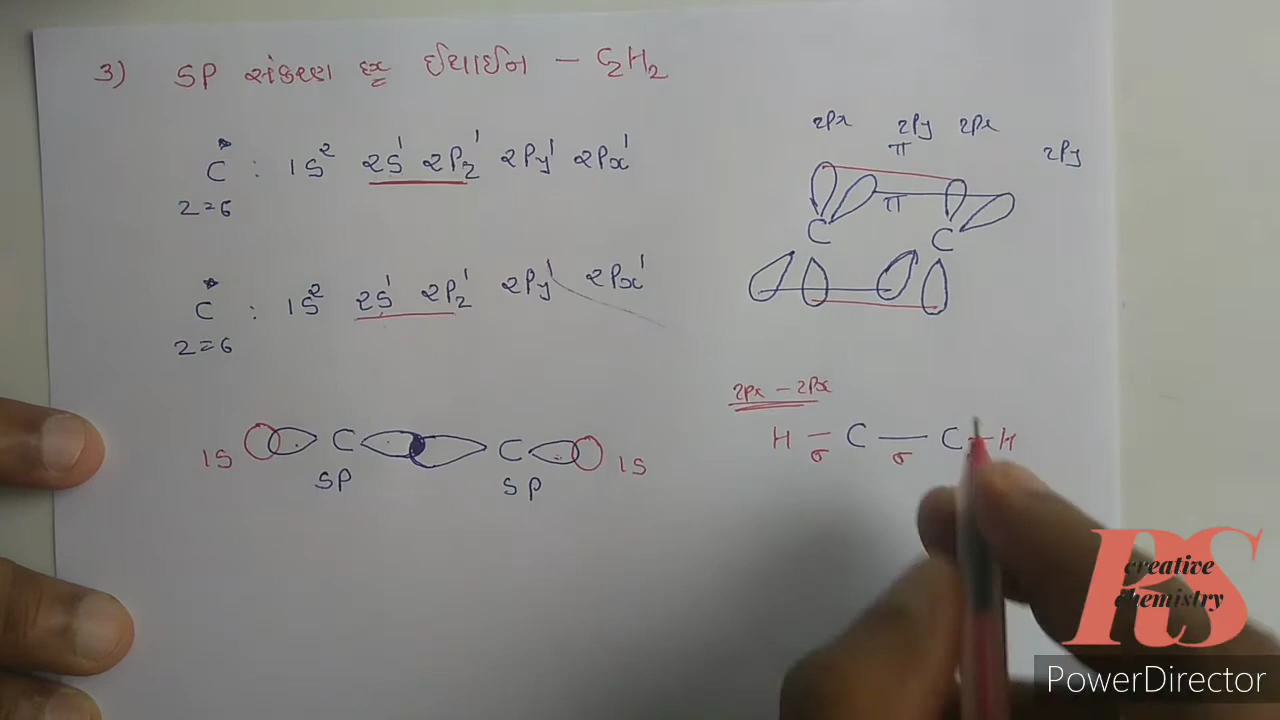 3) SP સંકરણ દા.ત ઈથાઈન – C₂H₂
C* : 1S² 2S¹ 2Pz¹ 2Py¹ 2Px¹
Z=6
C* : 1S² 2S¹ 2Pz¹ 2Py¹ 2Px¹
Z=6
1S C C 1S
SP SP
2Px 2Py 2Px 2Py
π
π
C C
2Px – 2Px
H – C — C – H
σ σ
RS
creative
chemistry
PowerDirector